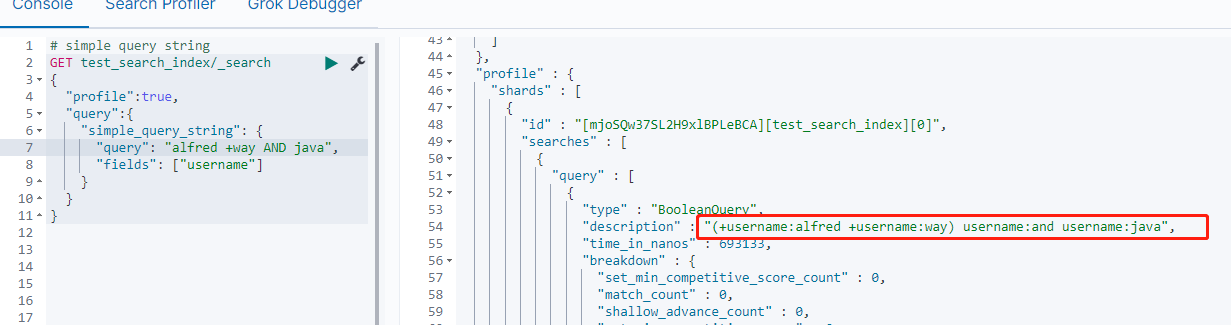 Console Search Profiler Grok Debugger
1 # simple query string
2 GET test_search_index/_search
3 {
4 "profile":true,
5 "query":{
6 "simple_query_string": {
7 "query": "alfred +way AND java",
8 "fields": ["username"]
9 }
10 }
11 }
12
13
14
15
16
17
43 ]
44 },
45 "profile" : {
46 "shards" : [
47 {
48 "id" : "[mjoSQw37SL2H9xlBPLeBCA][test_search_index][0]",
49 "searches" : [
50 {
51 "query" : [
52 {
53 "type" : "BooleanQuery",
54 "description" : "(+username:alfred +username:way) username:and username:java",
55 "time_in_nanos" : 693133,
56 "breakdown" : {
57 "set_min_competitive_score_count" : 0,
58 "match_count" : 0,
59 "shallow_advance_count" : 0,